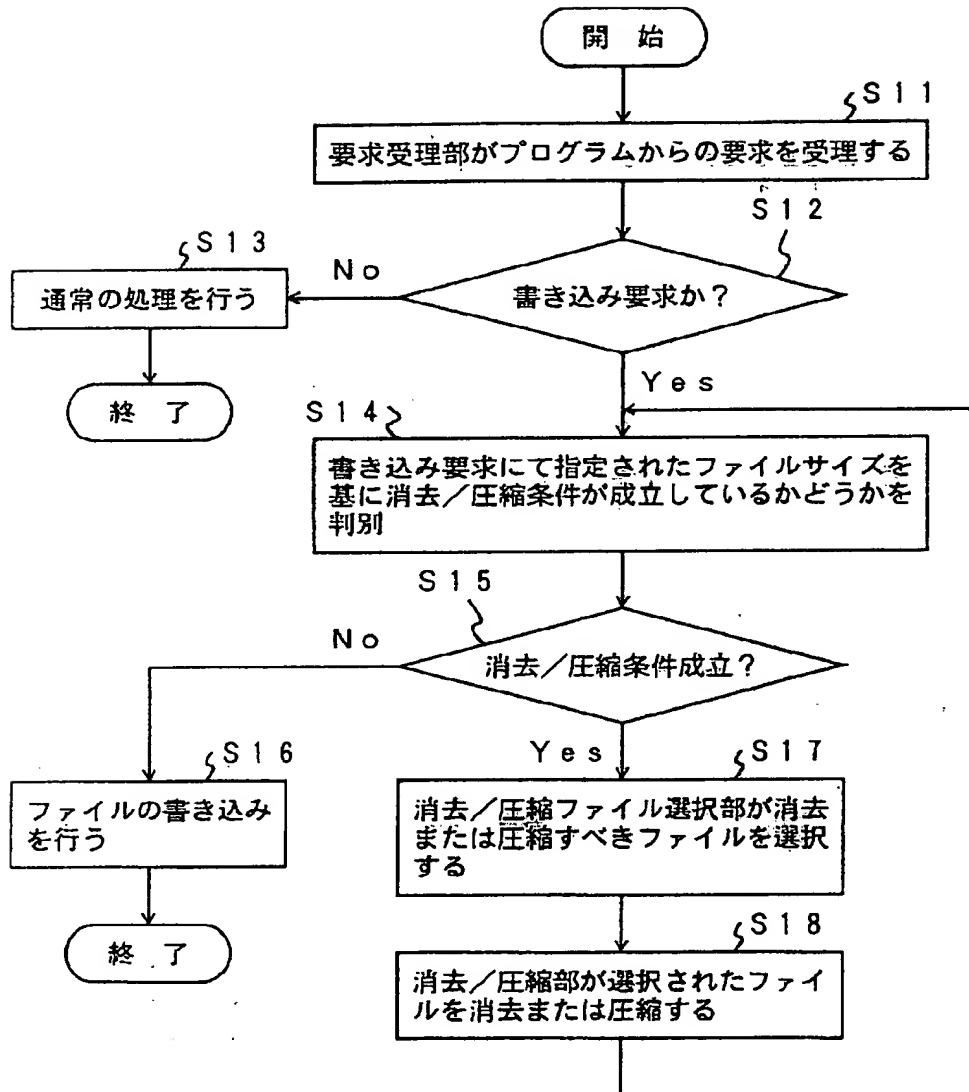 開 始
S11
要求受理部がプログラムからの要求を受理する
S12
書き込み要求か?
No
S13
通常の処理を行う
終 了
Yes
S14
書き込み要求にて指定されたファイルサイズを
基に消去/圧縮条件が成立しているかどうかを
判別
S15
消去/圧縮条件成立?
No
S16
ファイルの書き込み
を行う
終 了
Yes
S17
消去/圧縮ファイル選択部が消去
または圧縮すべきファイルを選択
する
S18
消去/圧縮部が選択されたファイ
ルを消去または圧縮する